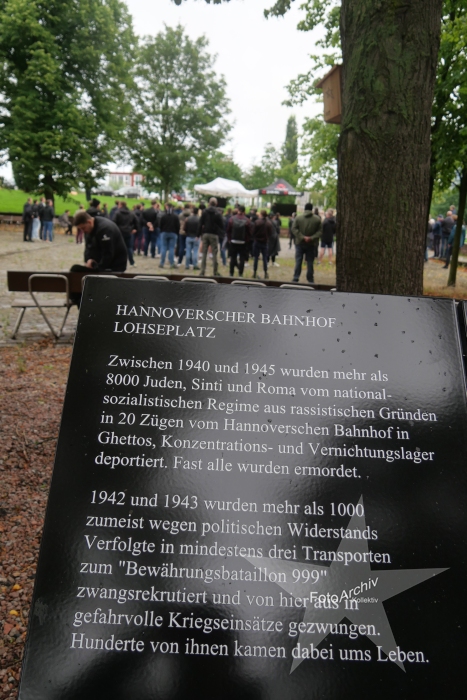 HANNOVERSCHER BAHNHOF
LOHSEPLATZ
Zwischen 1940 und 1945 wurden mehr als
8000 Juden, Sinti und Roma vom national-
sozialistischen Regime aus rassistischen Gründen
in 20 Zügen vom Hannoverschen Bahnhof in
Ghettos, Konzentrations- und Vernichtungslager
deportiert. Fast alle wurden ermordet.
1942 und 1943 wurden mehr als 1000
zumeist wegen politischen Widerstands
Verfolgte in mindestens drei Transporten
zum "Bewährungsbataillon 999"
zwangsrekrutiert und von hier aus in
gefahrvolle Kriegseinsätze gezwungen.
Hunderte von ihnen kamen dabei ums Leben.
FotoArchiv
Kollektiv